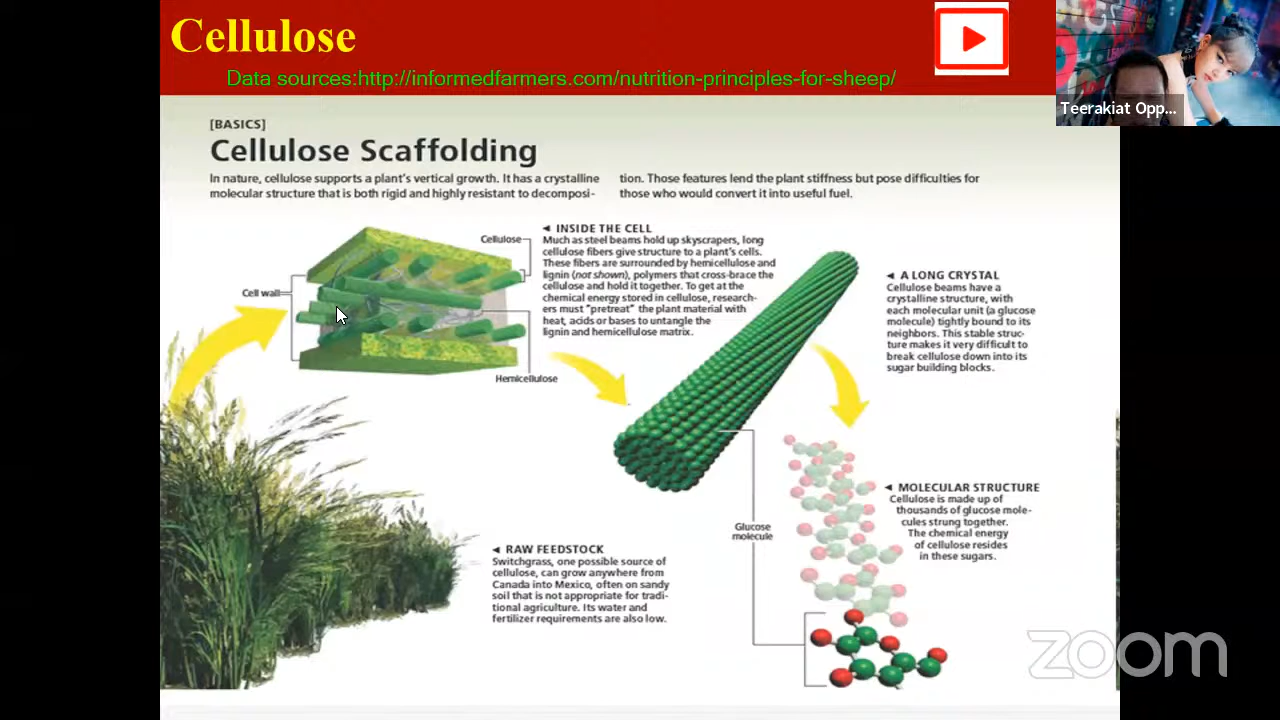 Cellulose
Data sources:http://informedfarmers.com/nutrition-principles-for-sheep/
Teerakiat Opp...
[BASICS]
Cellulose Scaffolding
In nature, cellulose supports a plant's vertical growth. It has a crystalline
molecular structure that is both rigid and highly resistant to decomposi-
tion. Those features lend the plant stiffness but pose difficulties for
those who would convert it into useful fuel.
Cellulose
Cell wall
Hemicellulose
INSIDE THE CELL
Much as steel beams hold up skyscrapers, long
cellulose fibers give structure to a plant's cells.
These fibers are surrounded by hemicellulose and
lignin (not shown), polymers that cross-brace the
cellulose and hold it together. To get at the
chemical energy stored in cellulose, research-
ers must "pretreat" the plant material with
heat, acids or bases to untangle the
lignin and hemicellulose matrix.
A LONG CRYSTAL
Cellulose beams have a
crystalline structure, with
each molecular unit (a glucose
molecule) tightly bound to its
neighbors. This stable struc-
ture makes it very difficult to
break cellulose down into its
sugar building blocks.
MOLECULAR STRUCTURE
Cellulose is made up of
thousands of glucose mole-
cules strung together.
The chemical energy
of cellulose resides
in these sugars.
Glucose
molecule
RAW FEEDSTOCK
Switchgrass, one possible source of
cellulose, can grow anywhere from
Canada into Mexico, often on sandy
soil that is not appropriate for tradi-
tional agriculture. Its water and
fertilizer requirements are also low.
zoom